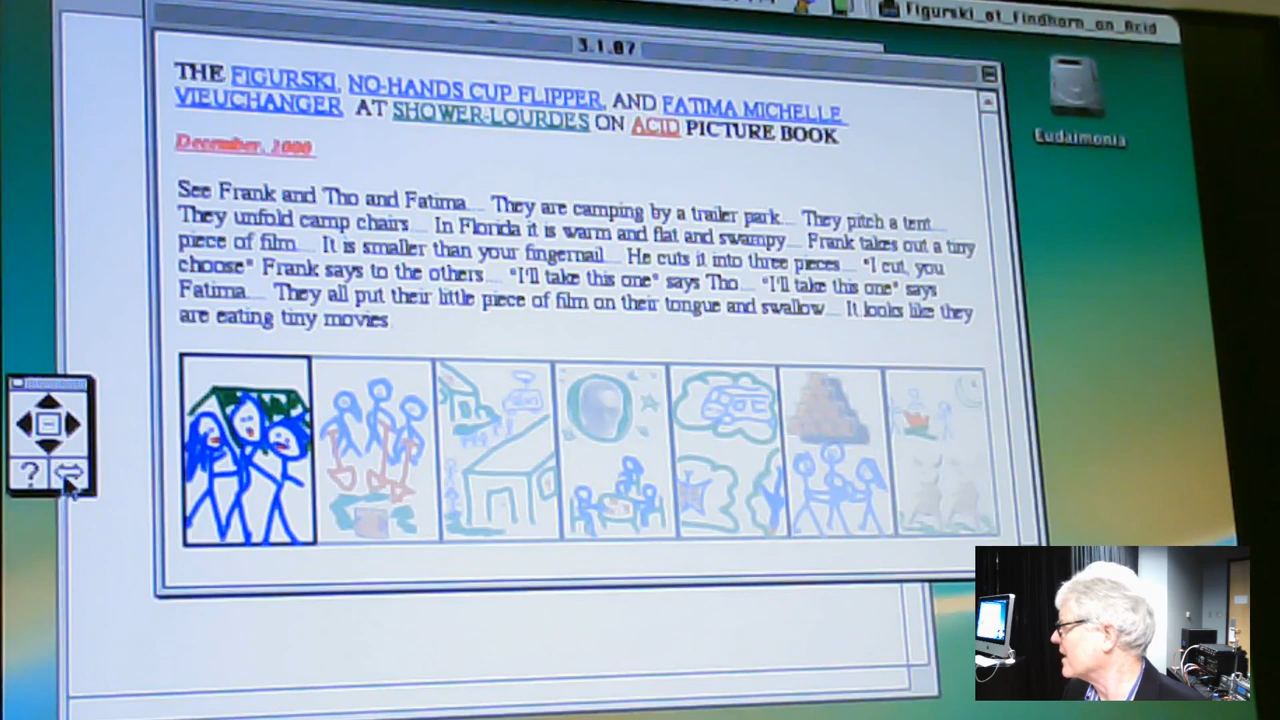 Figurski_at_Findhorn_on_Acid
3.1.07
THE FIGURSKI, NO-HANDS CUP FLIPPER, AND FATIMA MICHELLE
VIEUCHANGER AT SHOWER-LOURDES ON ACID PICTURE BOOK
December, 2000
See Frank and Tho and Fatima.... They are camping by a trailer park.... They pitch a tent....
They unfold camp chairs.... In Florida it is warm and flat and swampy.... Frank takes out a tiny
piece of film.... It is smaller than your fingernail.... He cuts it into three pieces.... "I cut, you
choose" Frank says to the others.... "I'll take this one" says Tho.... "I'll take this one" says
Fatima.... They all put their little piece of film on their tongue and swallow.... It looks like they
are eating tiny movies.
Eudaimonia
?